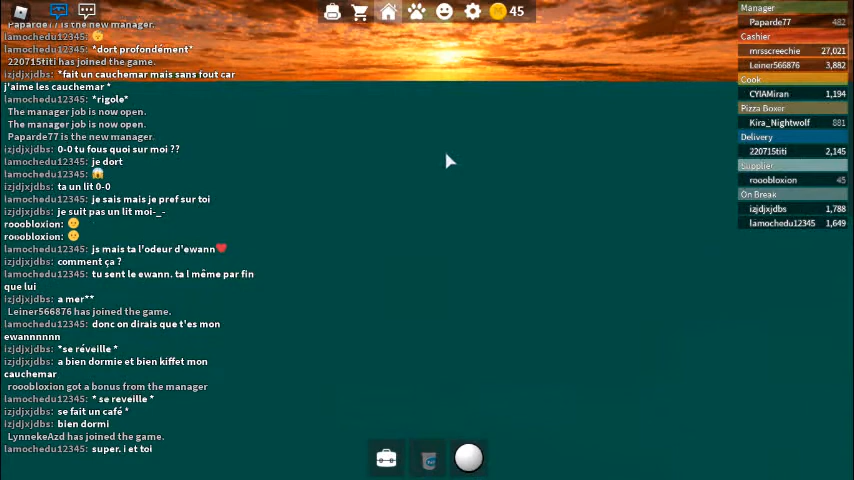 45
Paparde77 is the new manager.
lamochedu12345:
lamochedu12345: *dort profondément*
220715titi has joined the game.
izjdjxjdbs: *fait un cauchemar mais sans fout car
j'aime les cauchemar *
lamochedu12345: *rigole*
The manager job is now open.
The manager job is now open.
Paparde77 is the new manager.
izjdjxjdbs: 0-0 tu fous quoi sur moi ??
lamochedu12345: je dort
lamochedu12345:
izjdjxjdbs: ta un lit 0-0
lamochedu12345: je sais mais je pref sur toi
izjdjxjdbs: je suit pas un lit moi-_-
rooobloxion:
rooobloxion:
lamochedu12345: js mais ta l'odeur d'ewann
izjdjxjdbs: comment ça ?
lamochedu12345: tu sent le ewann. ta l même par fin
que lui
izjdjxjdbs: a mer**
Leiner566876 has joined the game.
lamochedu12345: donc on dirais que t'es mon
ewannnnnn
izjdjxjdbs: *se réveille *
izjdjxjdbs: a bien dormie et bien kiffet mon
cauchemar
rooobloxion got a bonus from the manager
lamochedu12345: * se reveille *
izjdjxjdbs: se fait un café *
izjdjxjdbs: bien dormi
LynnekeAzd has joined the game.
lamochedu12345: super. i et toi
Manager
Paparde77 482
Cashier
mrsscreechie 27,021
Leiner566876 3,882
Cook
CYIAMiran 1,194
Pizza Boxer
Kira_Nightwolf 881
Delivery
220715titi 2,145
Supplier
rooobloxion 45
On Break
izjdjxjdbs 1,788
lamochedu12345 1,649